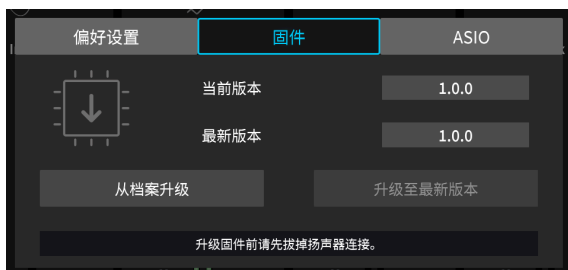 偏好设置 固件 ASIO
当前版本 1.0.0
最新版本 1.0.0
从档案升级 升级至最新版本
升级固件前请先拔掉扬声器连接。